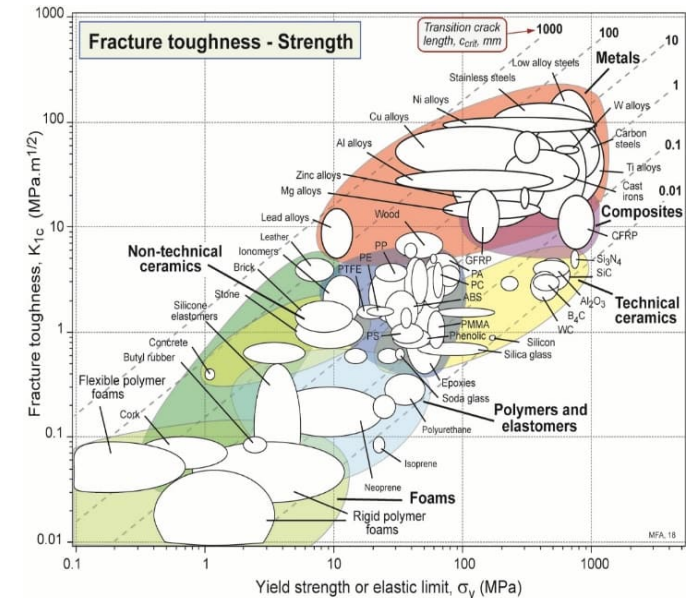 Fracture toughness - Strength
Transition crack
length, ccrit, mm
1000
100
10
1
0.1
0.01
Metals
Low alloy steels
Stainless steels
Ni alloys
W alloys
Cu alloys
Carbon
steels
Al alloys
Ti alloys
Zinc alloys
Cast
irons
Mg alloys
Composites
Lead alloys
Wood
CFRP
Leather
Non-technical
ceramics
Ionomers
PP
PE
PTFE
GFRP
PA
PC
ABS
Brick
Si3N4
SiC
Al2O3
Technical
ceramics
B4C
WC
Stone
Silicone
elastomers
PMMA
Phenolic
PS
Silicon
Silica glass
Concrete
Butyl rubber
Flexible polymer
foams
Epoxies
Soda glass
Polymers and
elastomers
Cork
Polyurethane
Isoprene
Neoprene
Foams
Rigid polymer
foams
MFA, 18
Fracture toughness, K1c (MPa.m1/2)
1000
100
10
1
0.1
0.01
0.1
1
10
100
1000
Yield strength or elastic limit, σy (MPa)